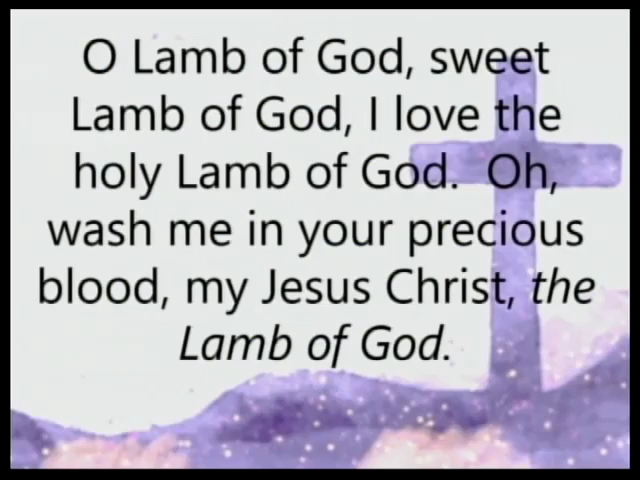 O Lamb of God, sweet
Lamb of God, I love the
holy Lamb of God.  Oh,
wash me in your precious
blood, my Jesus Christ, the
Lamb of God.